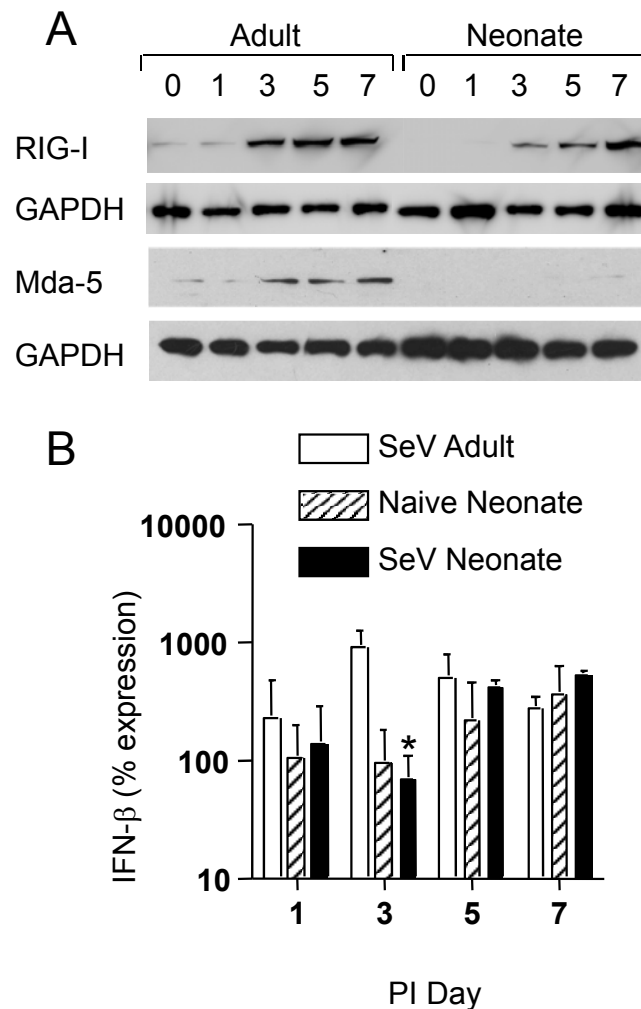 A
Adult Neonate
0 1 3 5 7 0 1 3 5 7
RIG-I
GAPDH
Mda-5
GAPDH
B
SeV Adult
Naive Neonate
SeV Neonate
IFN-β (% expression)
10000
1000
100
10
*
1 3 5 7
PI Day